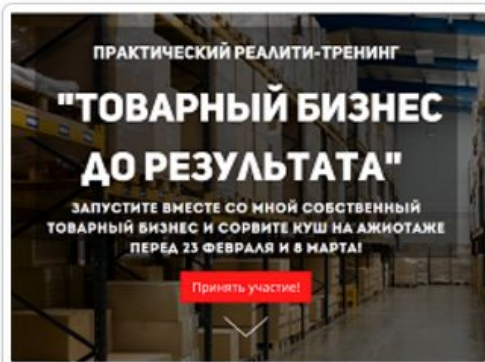 ПРАКТИЧЕСКИЙ РЕАЛИТИ-ТРЕНИНГ
"ТОВАРНЫЙ БИЗНЕС
ДО РЕЗУЛЬТАТА"
ЗАПУСТИТЕ ВМЕСТЕ СО МНОЙ СОБСТВЕННЫЙ
ТОВАРНЫЙ БИЗНЕС И СОРВИТЕ КУШ НА АЖИОТАЖЕ
ПЕРЕД 23 ФЕВРАЛЯ И 8 МАРТА!
Принять участие!